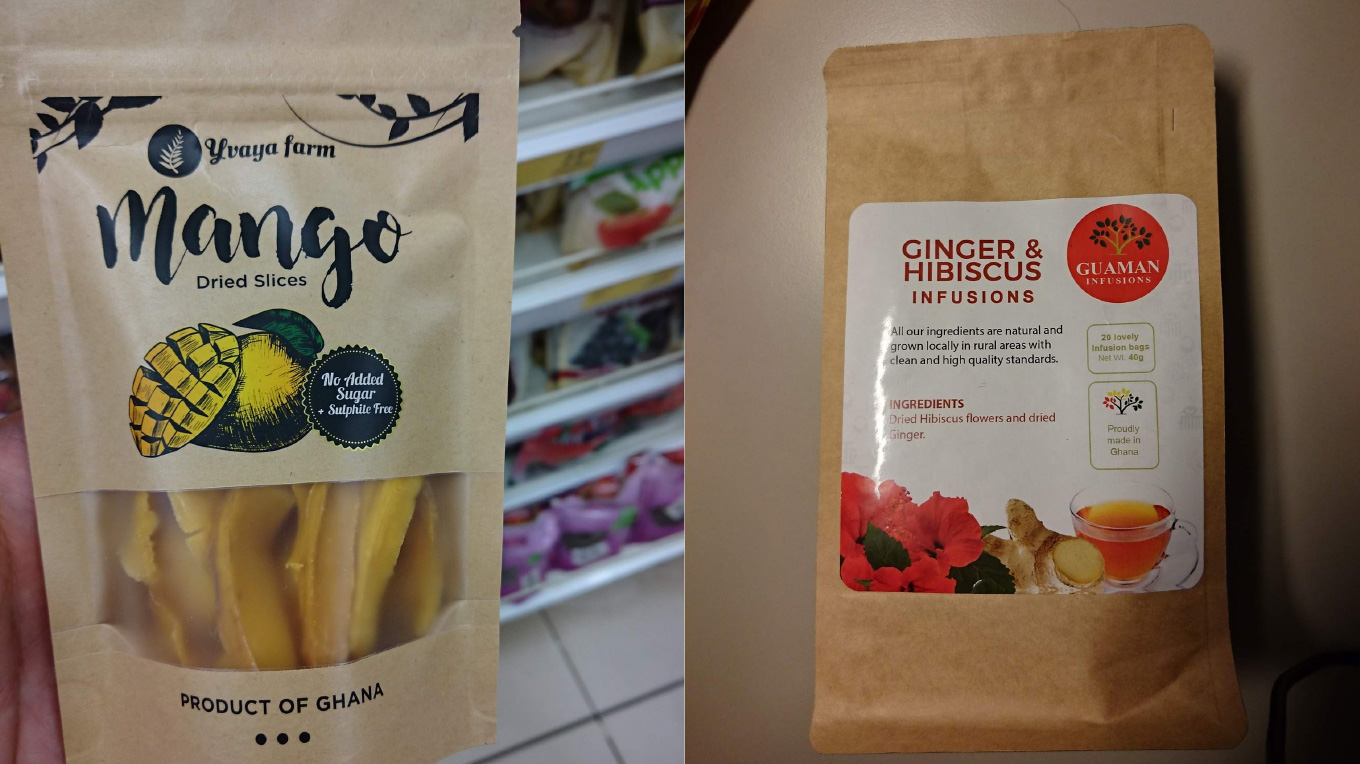 Yvaya farm
Mango
Dried Slices
No Added
Sugar
+ Sulphite Free
PRODUCT OF GHANA
GINGER &
HIBISCUS
INFUSIONS
GUAMAN
INFUSIONS
All our ingredients are natural and
grown locally in rural areas with
clean and high quality standards.
20 lovely
Infusion bags
Net Wt. 40g
INGREDIENTS
Dried Hibiscus flowers and dried
Ginger.
Proudly
made in
Ghana